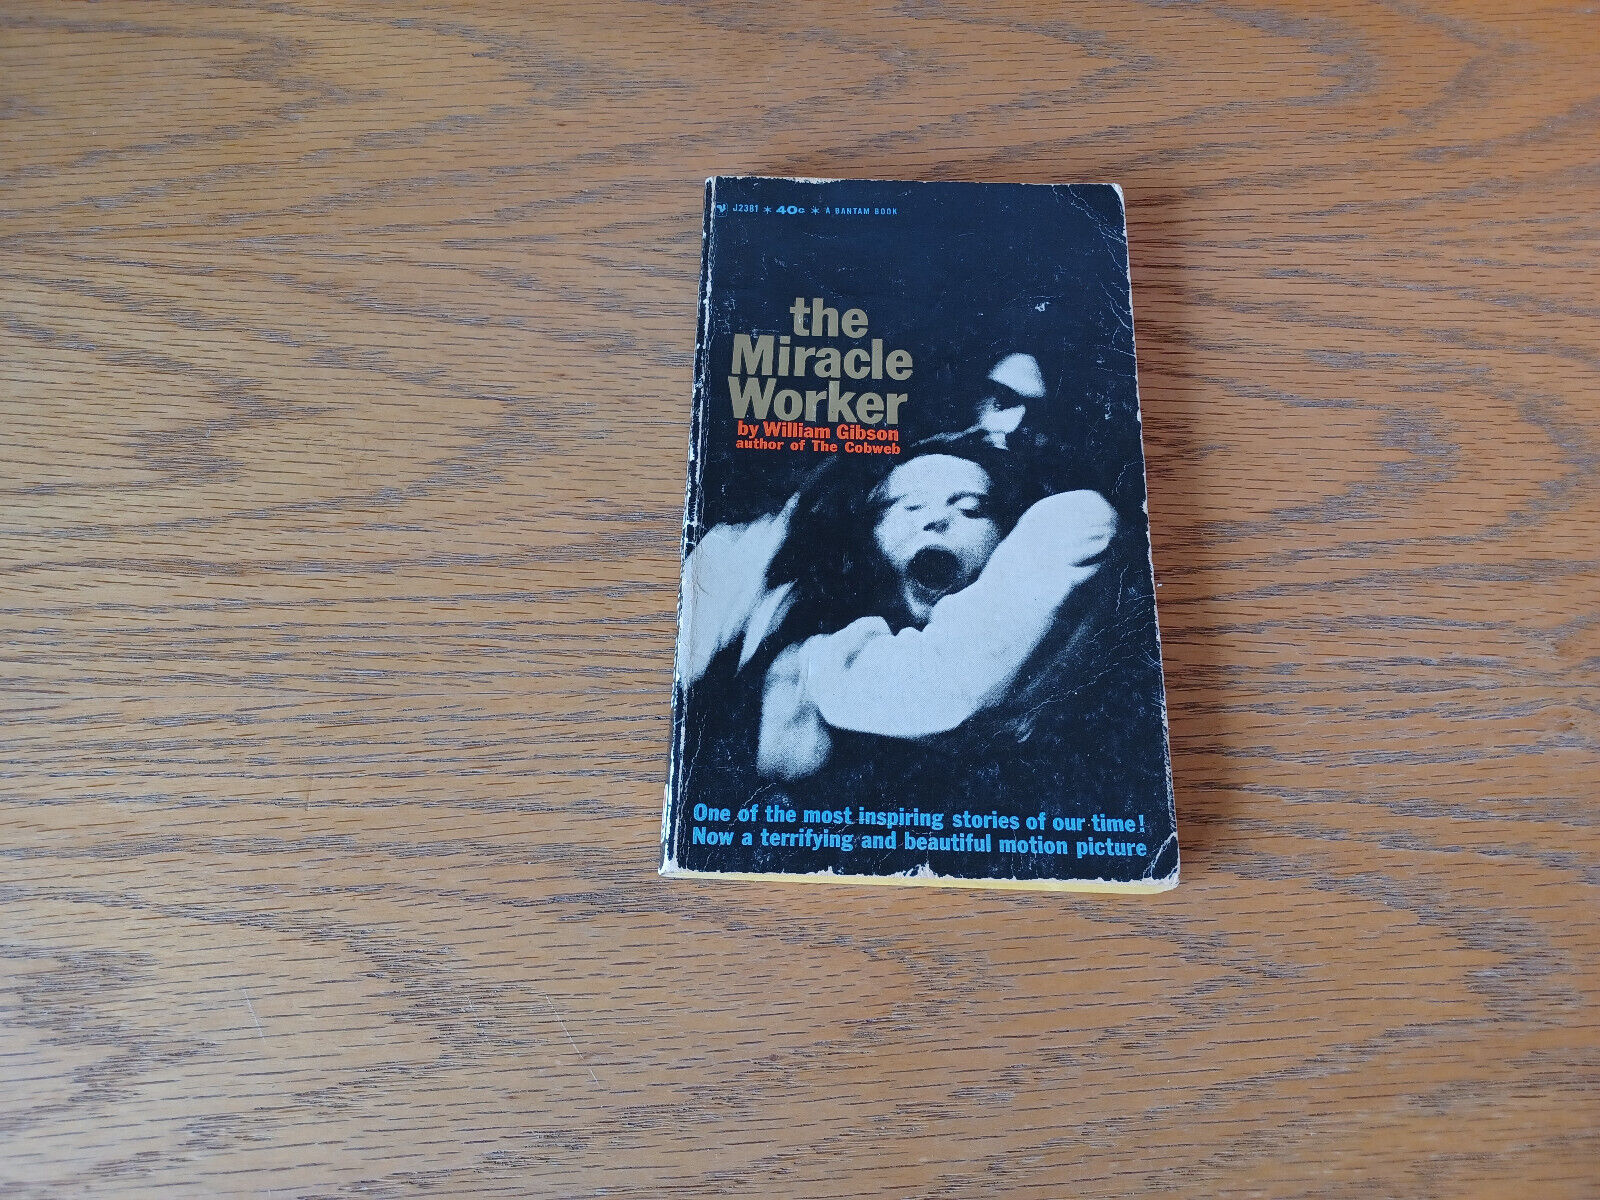 J2381 * 40c * A BANTAM BOOK
the
Miracle
Worker
by William Gibson
author of The Cobweb
One of the most inspiring stories of our time!
Now a terrifying and beautiful motion picture